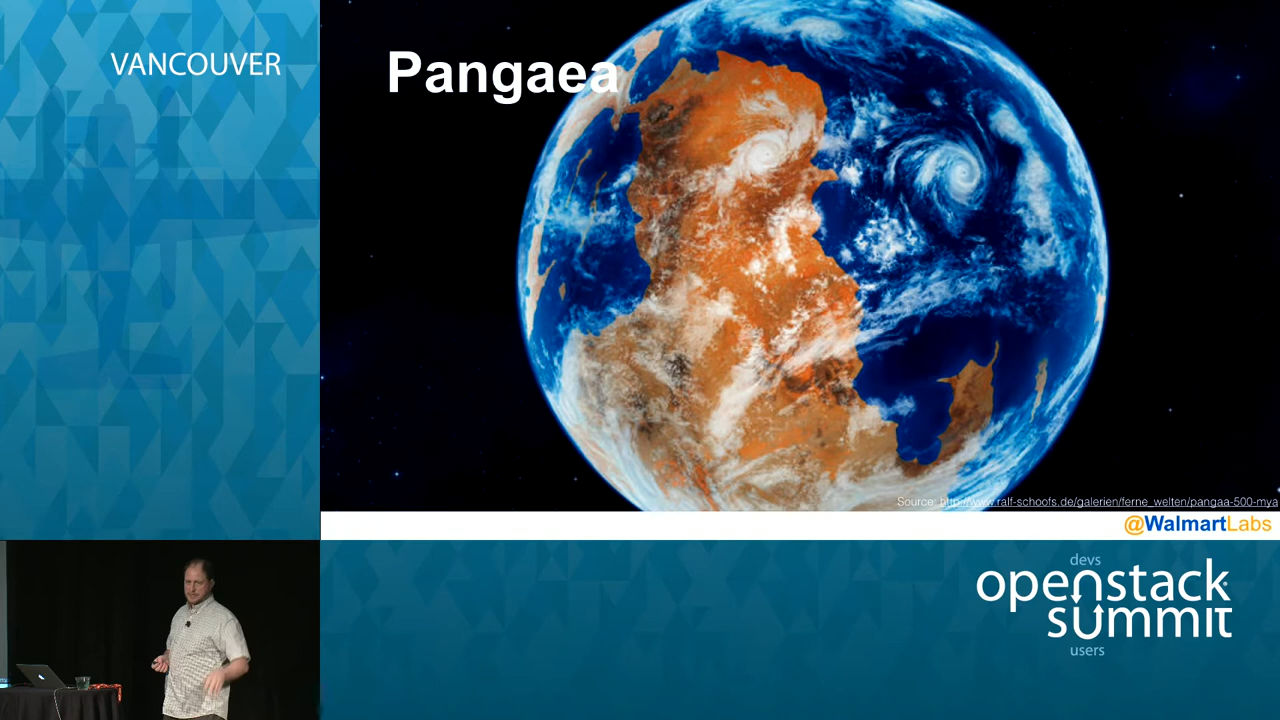 VANCOUVER
Pangaea
Source: http://www.ralf-schoofs.de/galerien/ferne_welten/pangaa-500-mya
@WalmartLabs
devs
openstack
summit
users